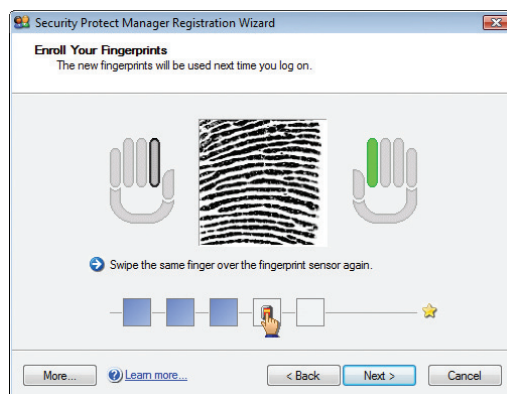 Security Protect Manager Registration Wizard
Enroll Your Fingerprints
The new fingerprints will be used next time you log on.
Swipe the same finger over the fingerprint sensor again.
More... Learn more... < Back Next > Cancel